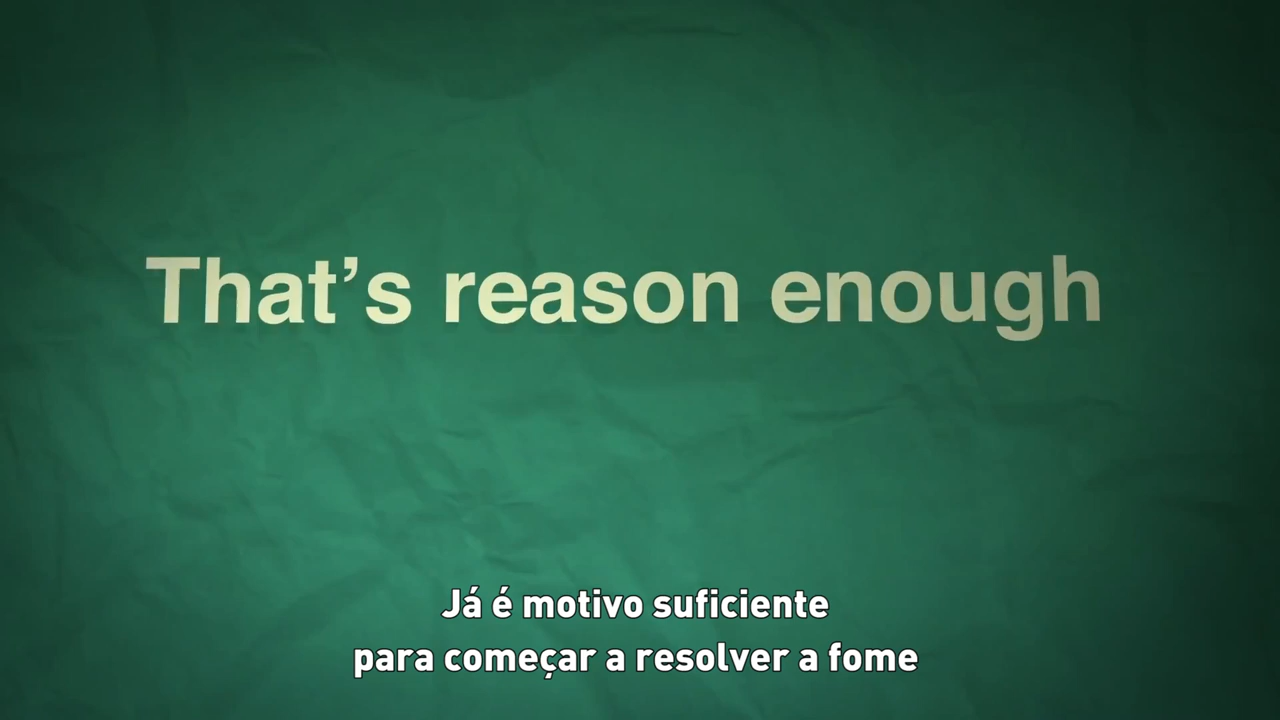 That’s reason enough
Já é motivo suficiente
para começar a resolver a fome